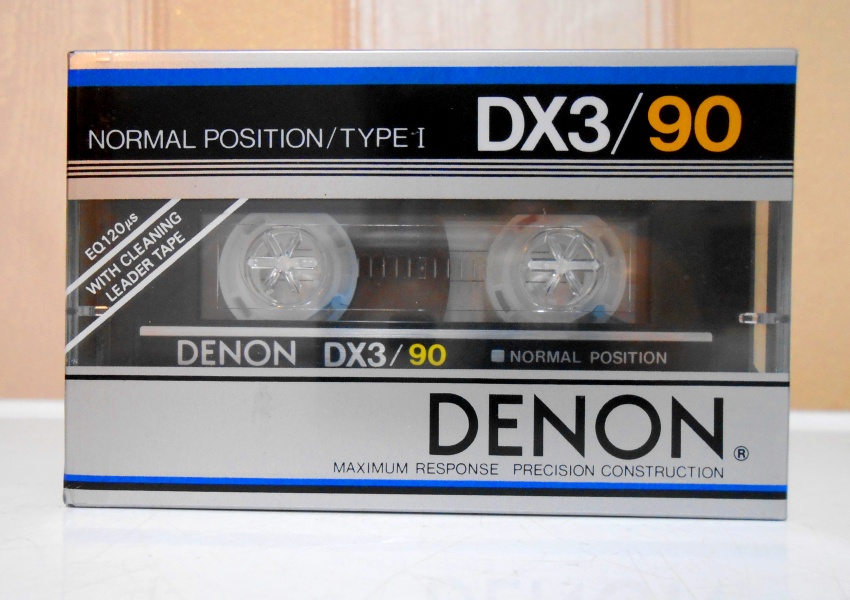 NORMAL POSITION/TYPE I
DX3/90
EQ120μs
WITH CLEANING
LEADER TAPE
DENON DX3/90 NORMAL POSITION
DENON®
MAXIMUM RESPONSE PRECISION CONSTRUCTION